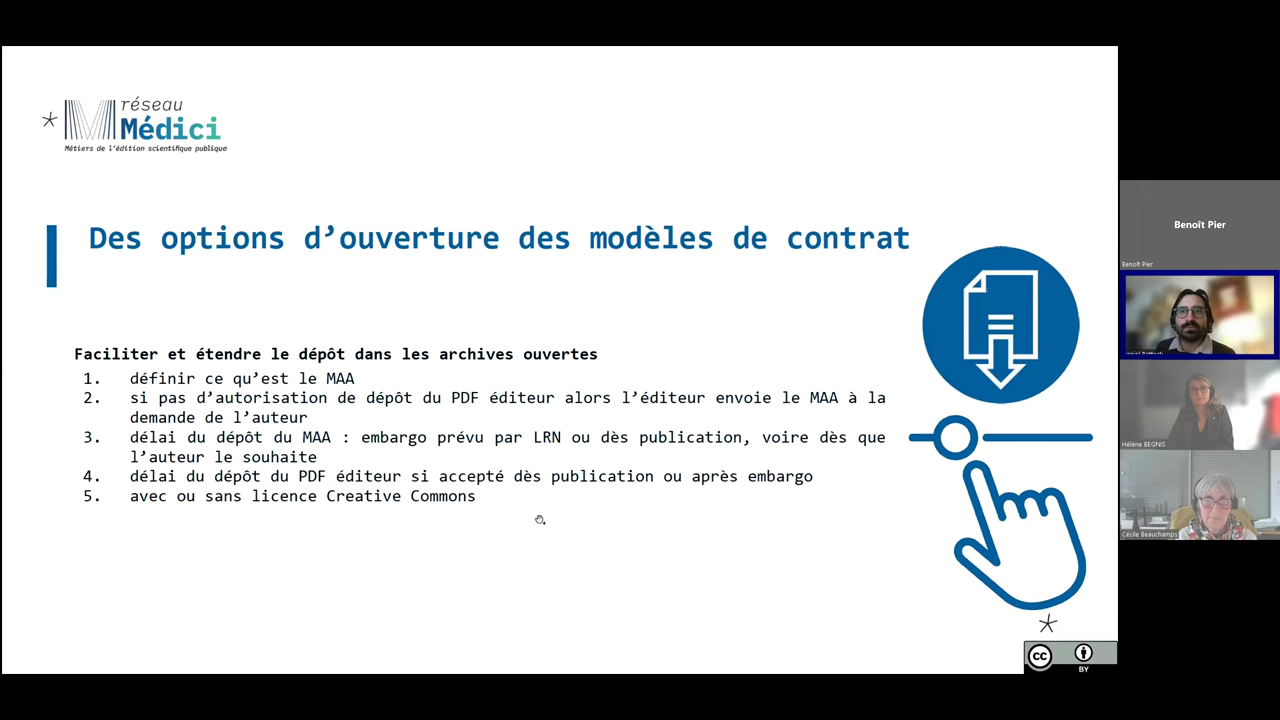 réseau
Médici
Métiers de l'édition scientifique publique
Des options d'ouverture des modèles de contrat
Faciliter et étendre le dépôt dans les archives ouvertes
1. définir ce qu'est le MAA
2. si pas d'autorisation de dépôt du PDF éditeur alors l'éditeur envoie le MAA à la
demande de l'auteur
3. délai du dépôt du MAA : embargo prévu par LRN ou dès publication, voire dès que
l'auteur le souhaite
4. délai du dépôt du PDF éditeur si accepté dès publication ou après embargo
5. avec ou sans licence Creative Commons
cc
BY
Benoît Pier
Benoît Pier
Hélène BEGNIS
Cécile Beauchamps